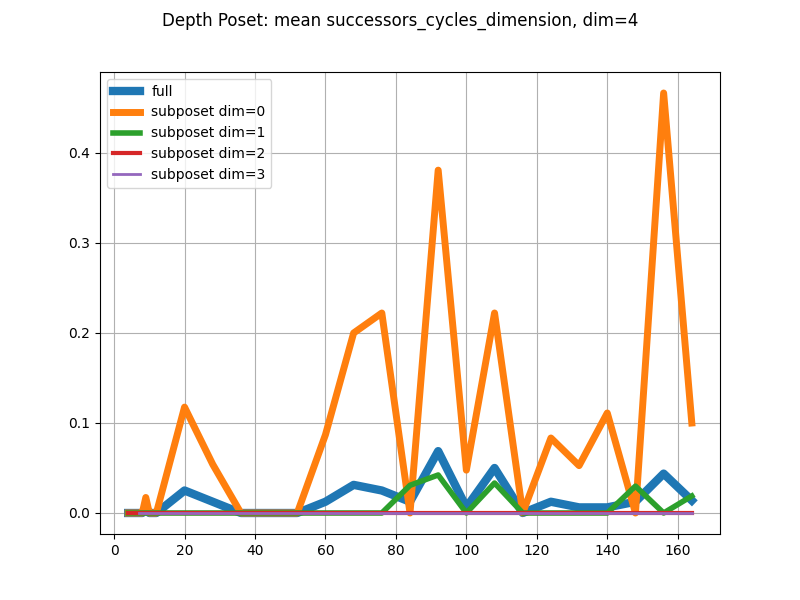 Depth Poset: mean successors_cycles_dimension, dim=4
full
subposet dim=0
subposet dim=1
subposet dim=2
subposet dim=3
0.4
0.3
0.2
0.1
0.0
0 20 40 60 80 100 120 140 160